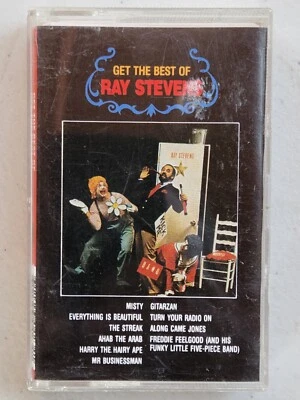 GET THE BEST OF
RAY STEVENS
RAY STEVENS
MISTY
EVERYTHING IS BEAUTIFUL
THE STREAK
AHAB THE ARAB
HARRY THE HAIRY APE
MR BUSINESSMAN
GITARZAN
TURN YOUR RADIO ON
ALONG CAME JONES
FREDDIE FEELGOOD (AND HIS
FUNKY LITTLE FIVE-PIECE BAND)